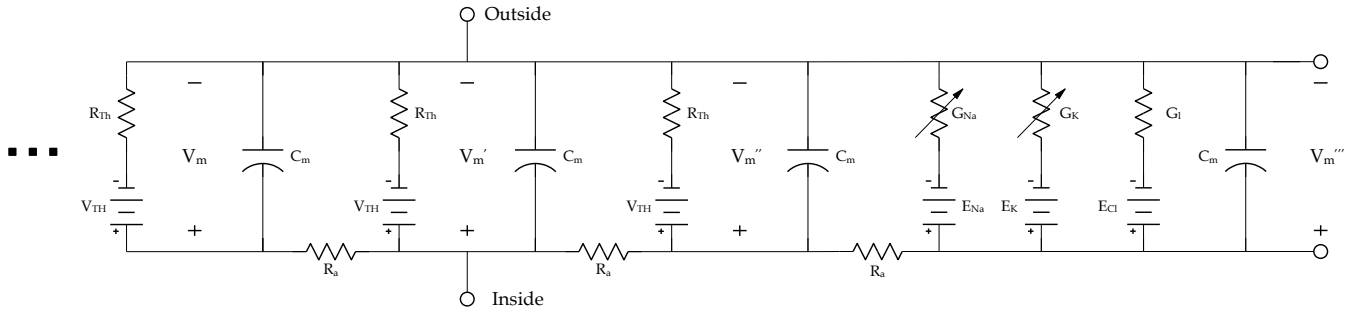 Outside
− − − −
R_Th R_Th R_Th G_Na G_K G_l
V_m C_m V_m′ C_m V_m″ C_m C_m V_m‴
- - - - - -
V_TH V_TH V_TH E_Na E_K E_Cl
+ + + + + + + + + +
R_a R_a R_a
Inside